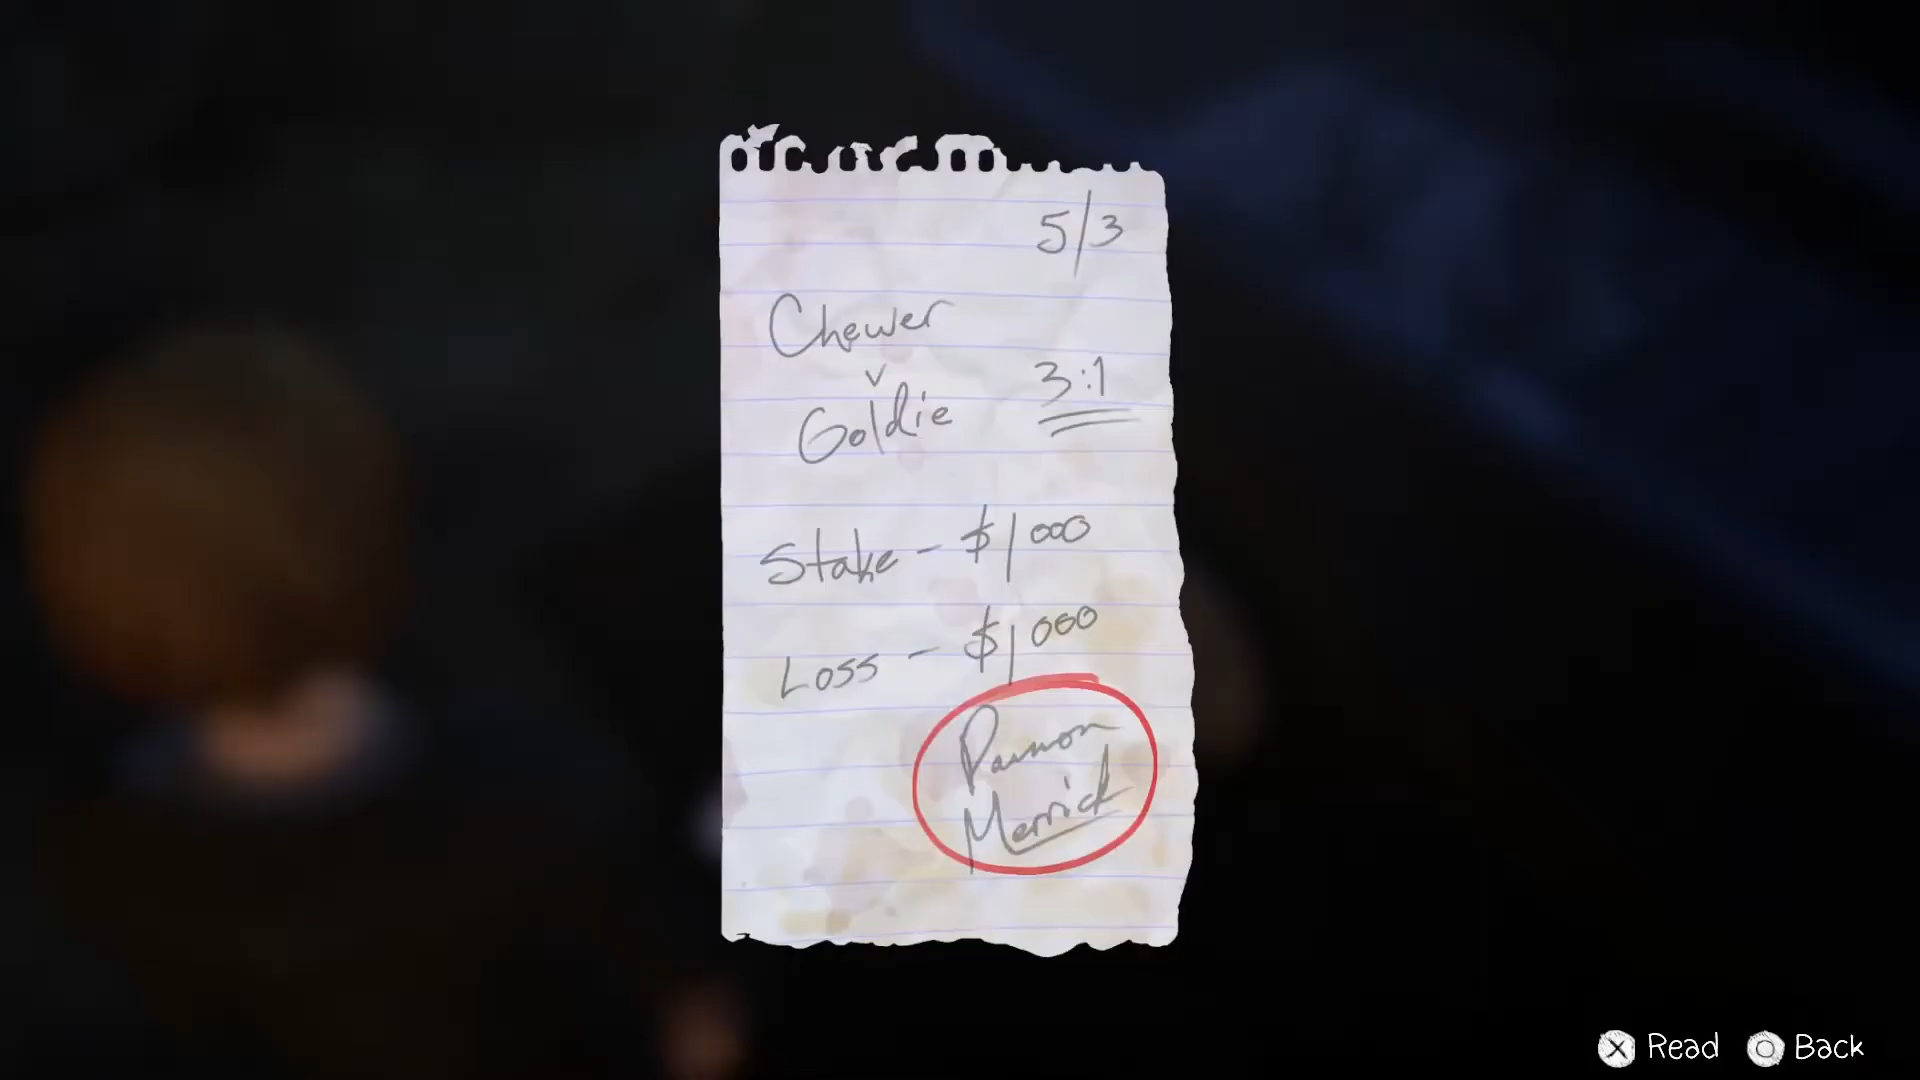 5/3
Chewer
v
Goldie 3:1
Stake - $1000
Loss - $1000
Damon
Merrick
Read Back